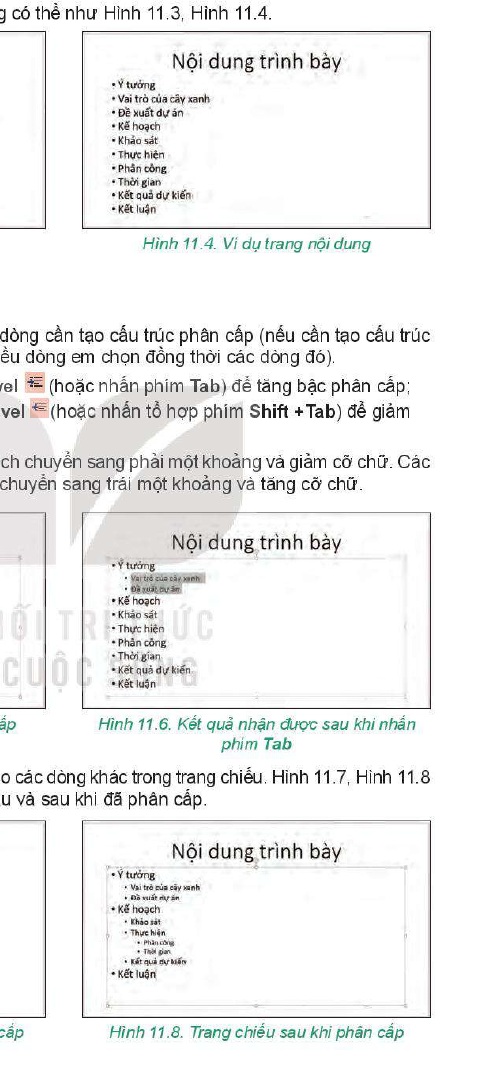 có thể như Hình 11.3, Hình 11.4.
Nội dung trình bày
• Ý tưởng
• Vai trò của cây xanh
• Đề xuất dự án
• Kế hoạch
• Khảo sát
• Thực hiện
• Phân công
• Thời gian
• Kết quả dự kiến
• Kết luận
Hình 11.4. Ví dụ trang nội dung
dòng cần tạo cấu trúc phân cấp (nếu cần tạo cấu trúc
dòng em chọn đồng thời các dòng đó).
(hoặc nhấn phím Tab) để tăng bậc phân cấp;
(hoặc nhấn tổ hợp phím Shift +Tab) để giảm
chuyển sang phải một khoảng và giảm cỡ chữ. Các
chuyển sang trái một khoảng và tăng cỡ chữ.
Nội dung trình bày
• Ý tưởng
• Vai trò của cây xanh
• Đề xuất dự án
• Kế hoạch
• Khảo sát
• Thực hiện
• Phân công
• Thời gian
• Kết quả dự kiến
• Kết luận
TRI THỨC
CUỘC SỐNG
Hình 11.6. Kết quả nhận được sau khi nhấn
phím Tab
các dòng khác trong trang chiếu. Hình 11.7, Hình 11.8
và sau khi đã phân cấp.
Nội dung trình bày
• Ý tưởng
• Vai trò của cây xanh
• Đề xuất dự án
• Kế hoạch
• Khảo sát
• Thực hiện
• Phân công
• Thời gian
• Kết quả dự kiến
• Kết luận
cấp
Hình 11.8. Trang chiếu sau khi phân cấp